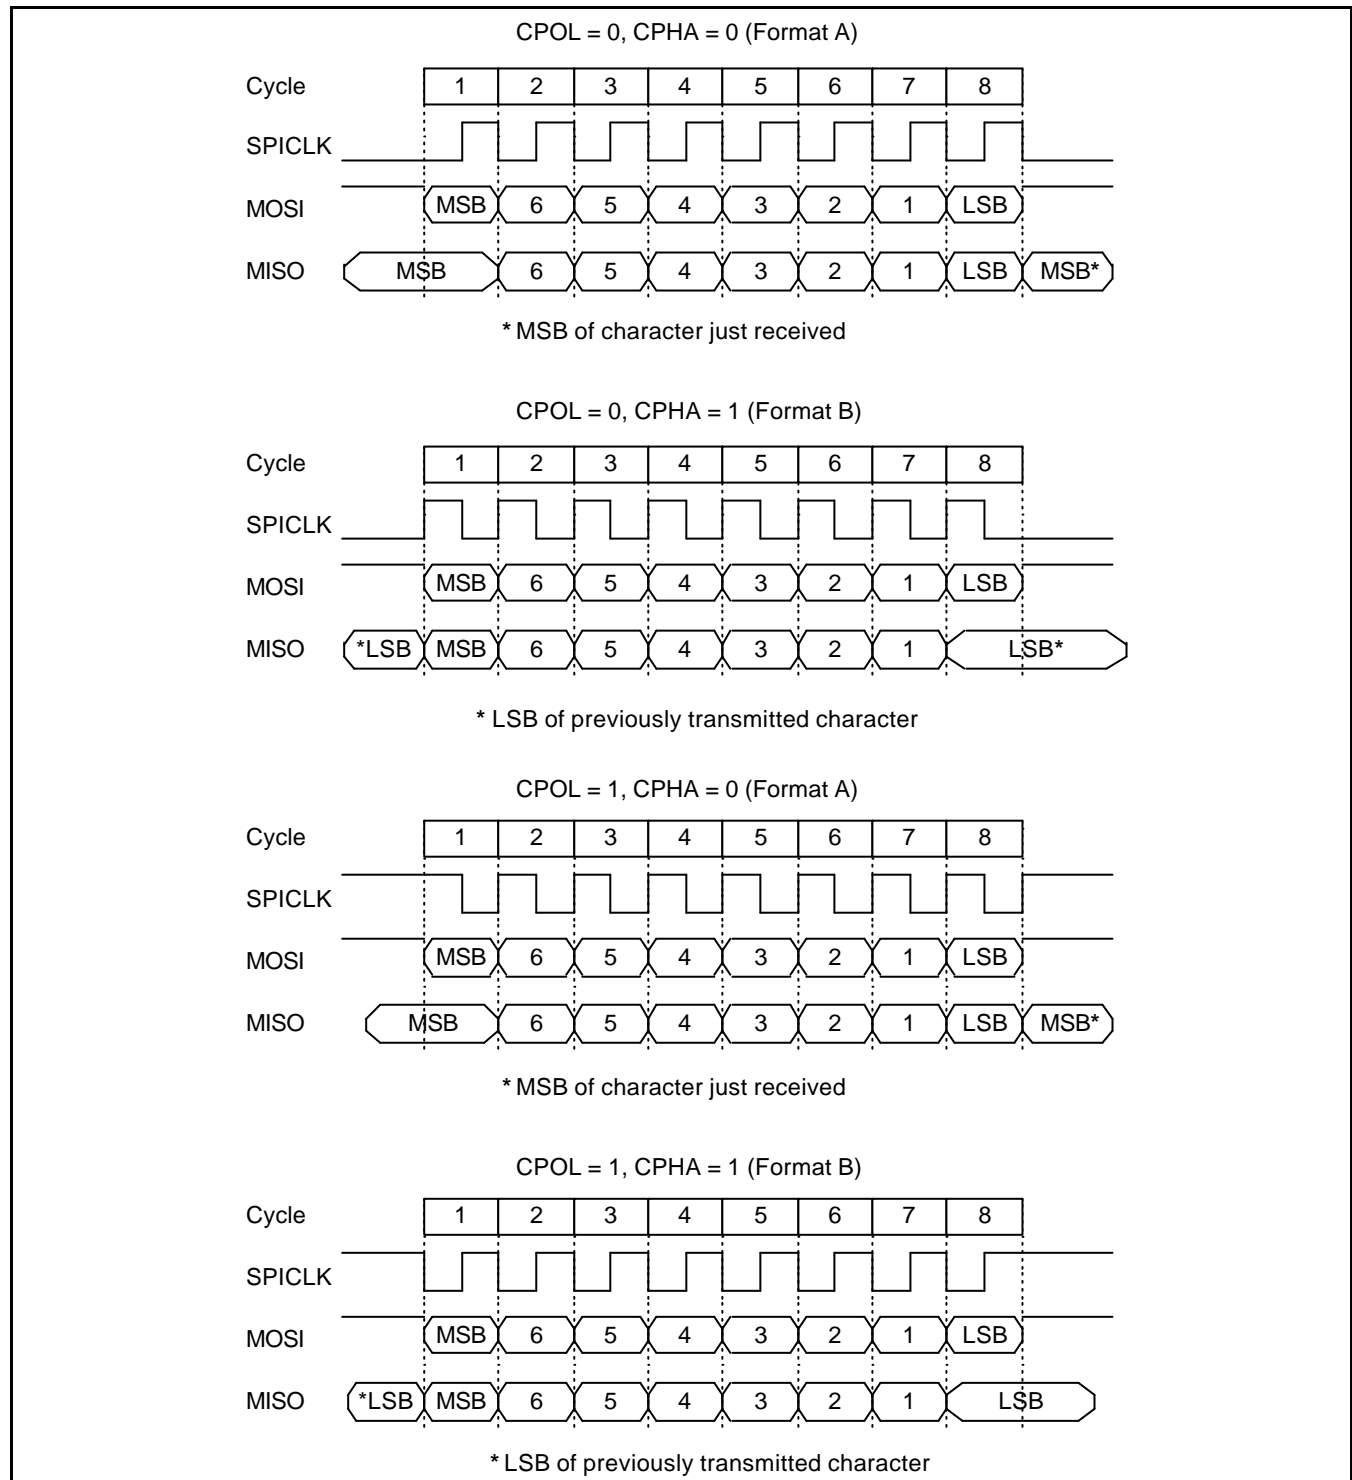 CPOL = 0, CPHA = 0 (Format A)
Cycle 1 2 3 4 5 6 7 8
SPICLK
MOSI MSB 6 5 4 3 2 1 LSB
MISO MSB 6 5 4 3 2 1 LSB MSB*
* MSB of character just received
CPOL = 0, CPHA = 1 (Format B)
Cycle 1 2 3 4 5 6 7 8
SPICLK
MOSI MSB 6 5 4 3 2 1 LSB
MISO *LSB MSB 6 5 4 3 2 1 LSB*
* LSB of previously transmitted character
CPOL = 1, CPHA = 0 (Format A)
Cycle 1 2 3 4 5 6 7 8
SPICLK
MOSI MSB 6 5 4 3 2 1 LSB
MISO MSB 6 5 4 3 2 1 LSB MSB*
* MSB of character just received
CPOL = 1, CPHA = 1 (Format B)
Cycle 1 2 3 4 5 6 7 8
SPICLK
MOSI MSB 6 5 4 3 2 1 LSB
MISO *LSB MSB 6 5 4 3 2 1 LSB
* LSB of previously transmitted character